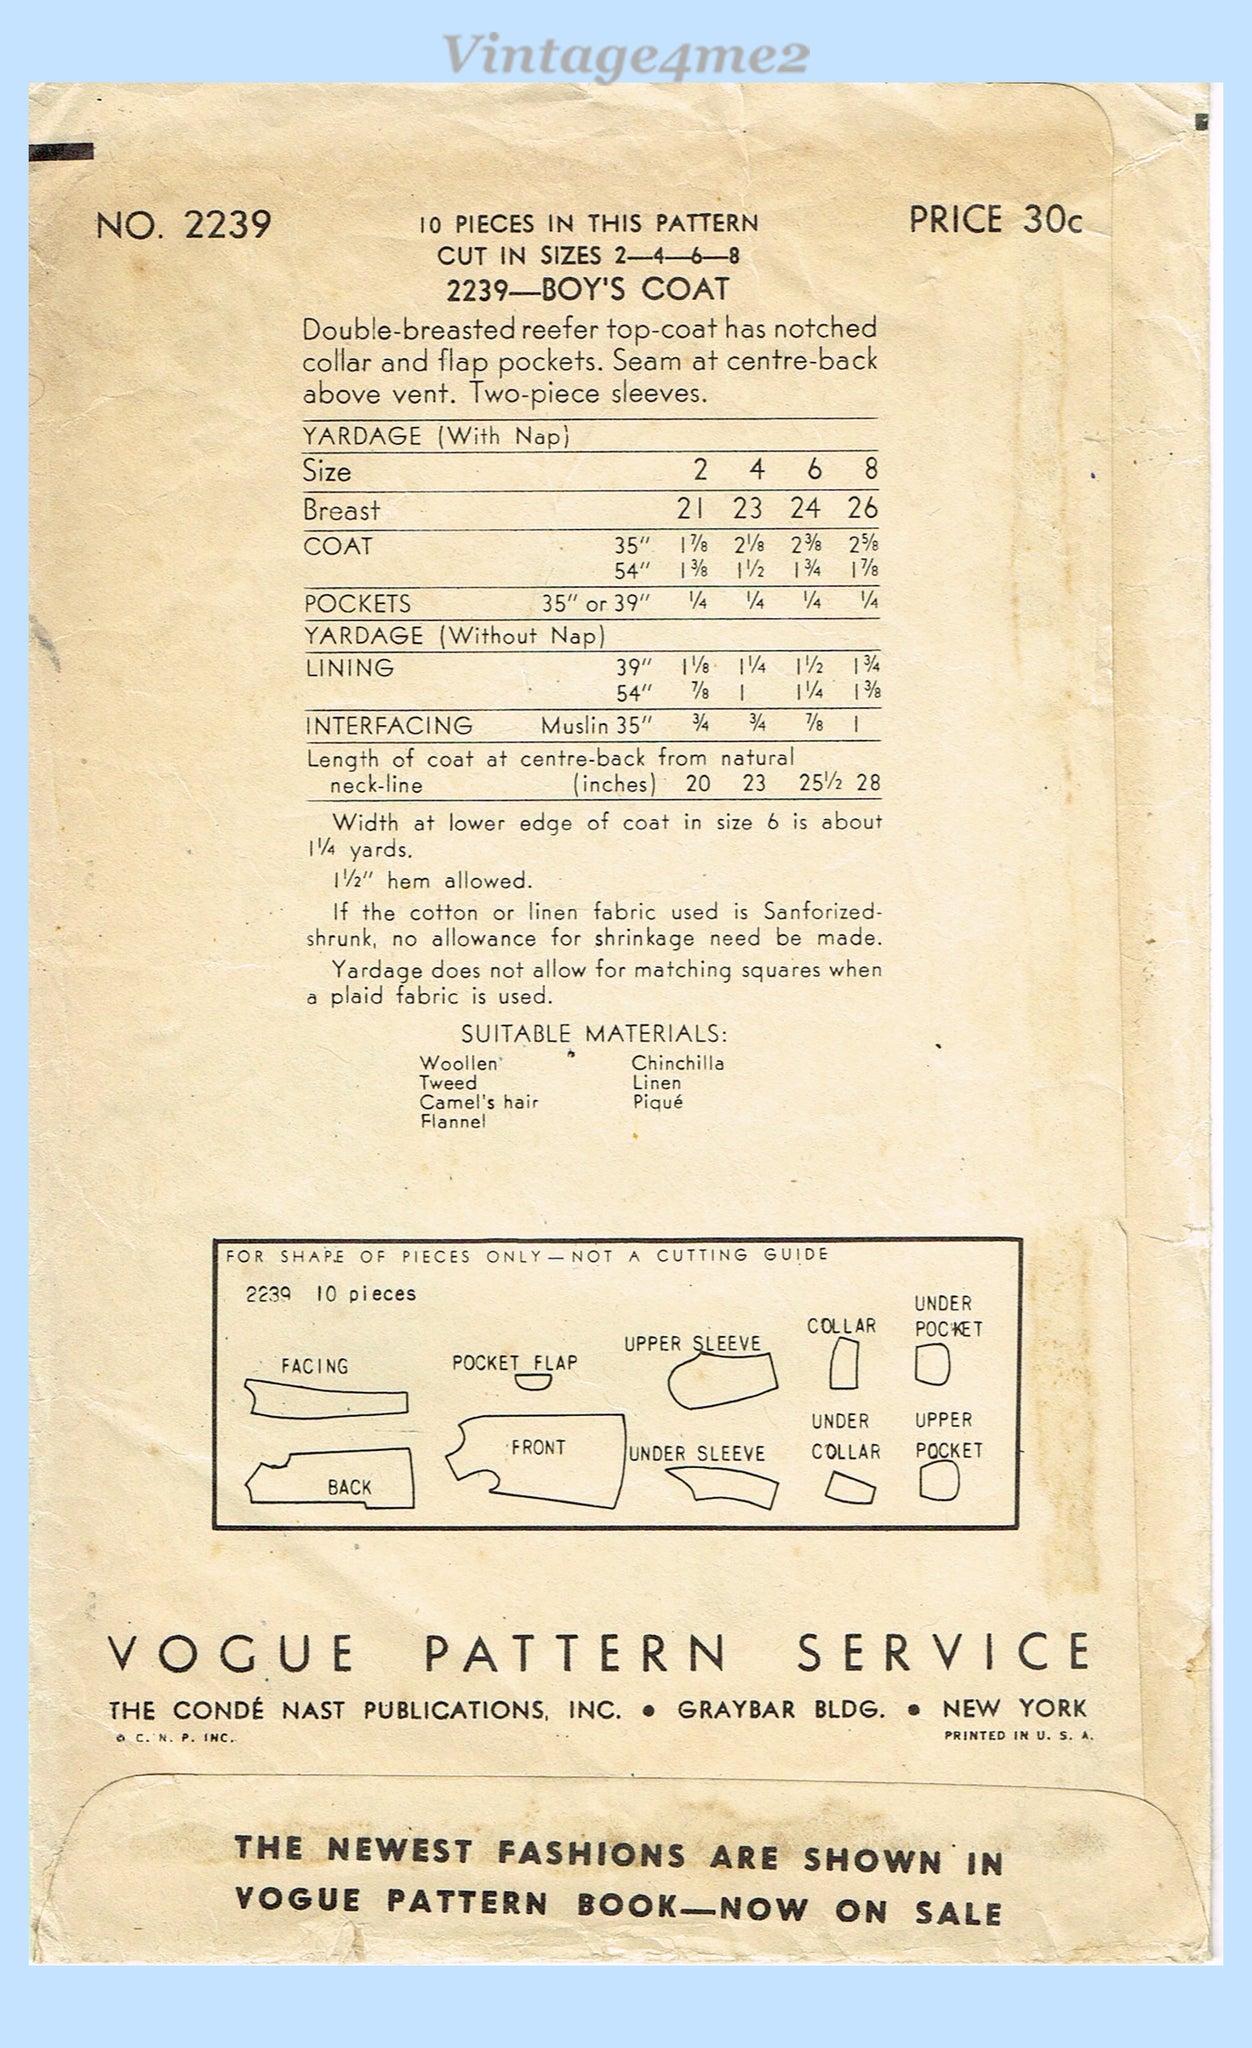 Vintage4me2
NO. 2239
10 PIECES IN THIS PATTERN
PRICE 30c
CUT IN SIZES 2—4—6—8
2239—BOY'S COAT
Double-breasted reefer top-coat has notched
collar and flap pockets. Seam at centre-back
above vent. Two-piece sleeves.
YARDAGE (With Nap)
Size 2 4 6 8
Breast 21 23 24 26
COAT 35" 1⅞ 2⅛ 2⅜ 2⅝
54" 1⅜ 1½ 1¾ 1⅞
POCKETS 35" or 39" ¼ ¼ ¼ ¼
YARDAGE (Without Nap)
LINING 39" 1⅛ 1¼ 1½ 1¾
54" ⅞ 1 1¼ 1⅜
INTERFACING Muslin 35" ¾ ¾ ⅞ 1
Length of coat at centre-back from natural
neck-line (inches) 20 23 25½ 28
Width at lower edge of coat in size 6 is about
1¼ yards.
1½" hem allowed.
If the cotton or linen fabric used is Sanforized-
shrunk, no allowance for shrinkage need be made.
Yardage does not allow for matching squares when
a plaid fabric is used.
SUITABLE MATERIALS:
Woollen Chinchilla
Tweed Linen
Camel's hair Piqué
Flannel
FOR SHAPE OF PIECES ONLY—NOT A CUTTING GUIDE
2239 10 pieces
FACING
POCKET FLAP
UPPER SLEEVE
COLLAR
UNDER
POCKET
BACK
FRONT
UNDER SLEEVE
UNDER
COLLAR
UPPER
POCKET
VOGUE PATTERN SERVICE
THE CONDÉ NAST PUBLICATIONS, INC. • GRAYBAR BLDG. • NEW YORK
© C. N. P. INC. PRINTED IN U. S. A.
THE NEWEST FASHIONS ARE SHOWN IN
VOGUE PATTERN BOOK—NOW ON SALE